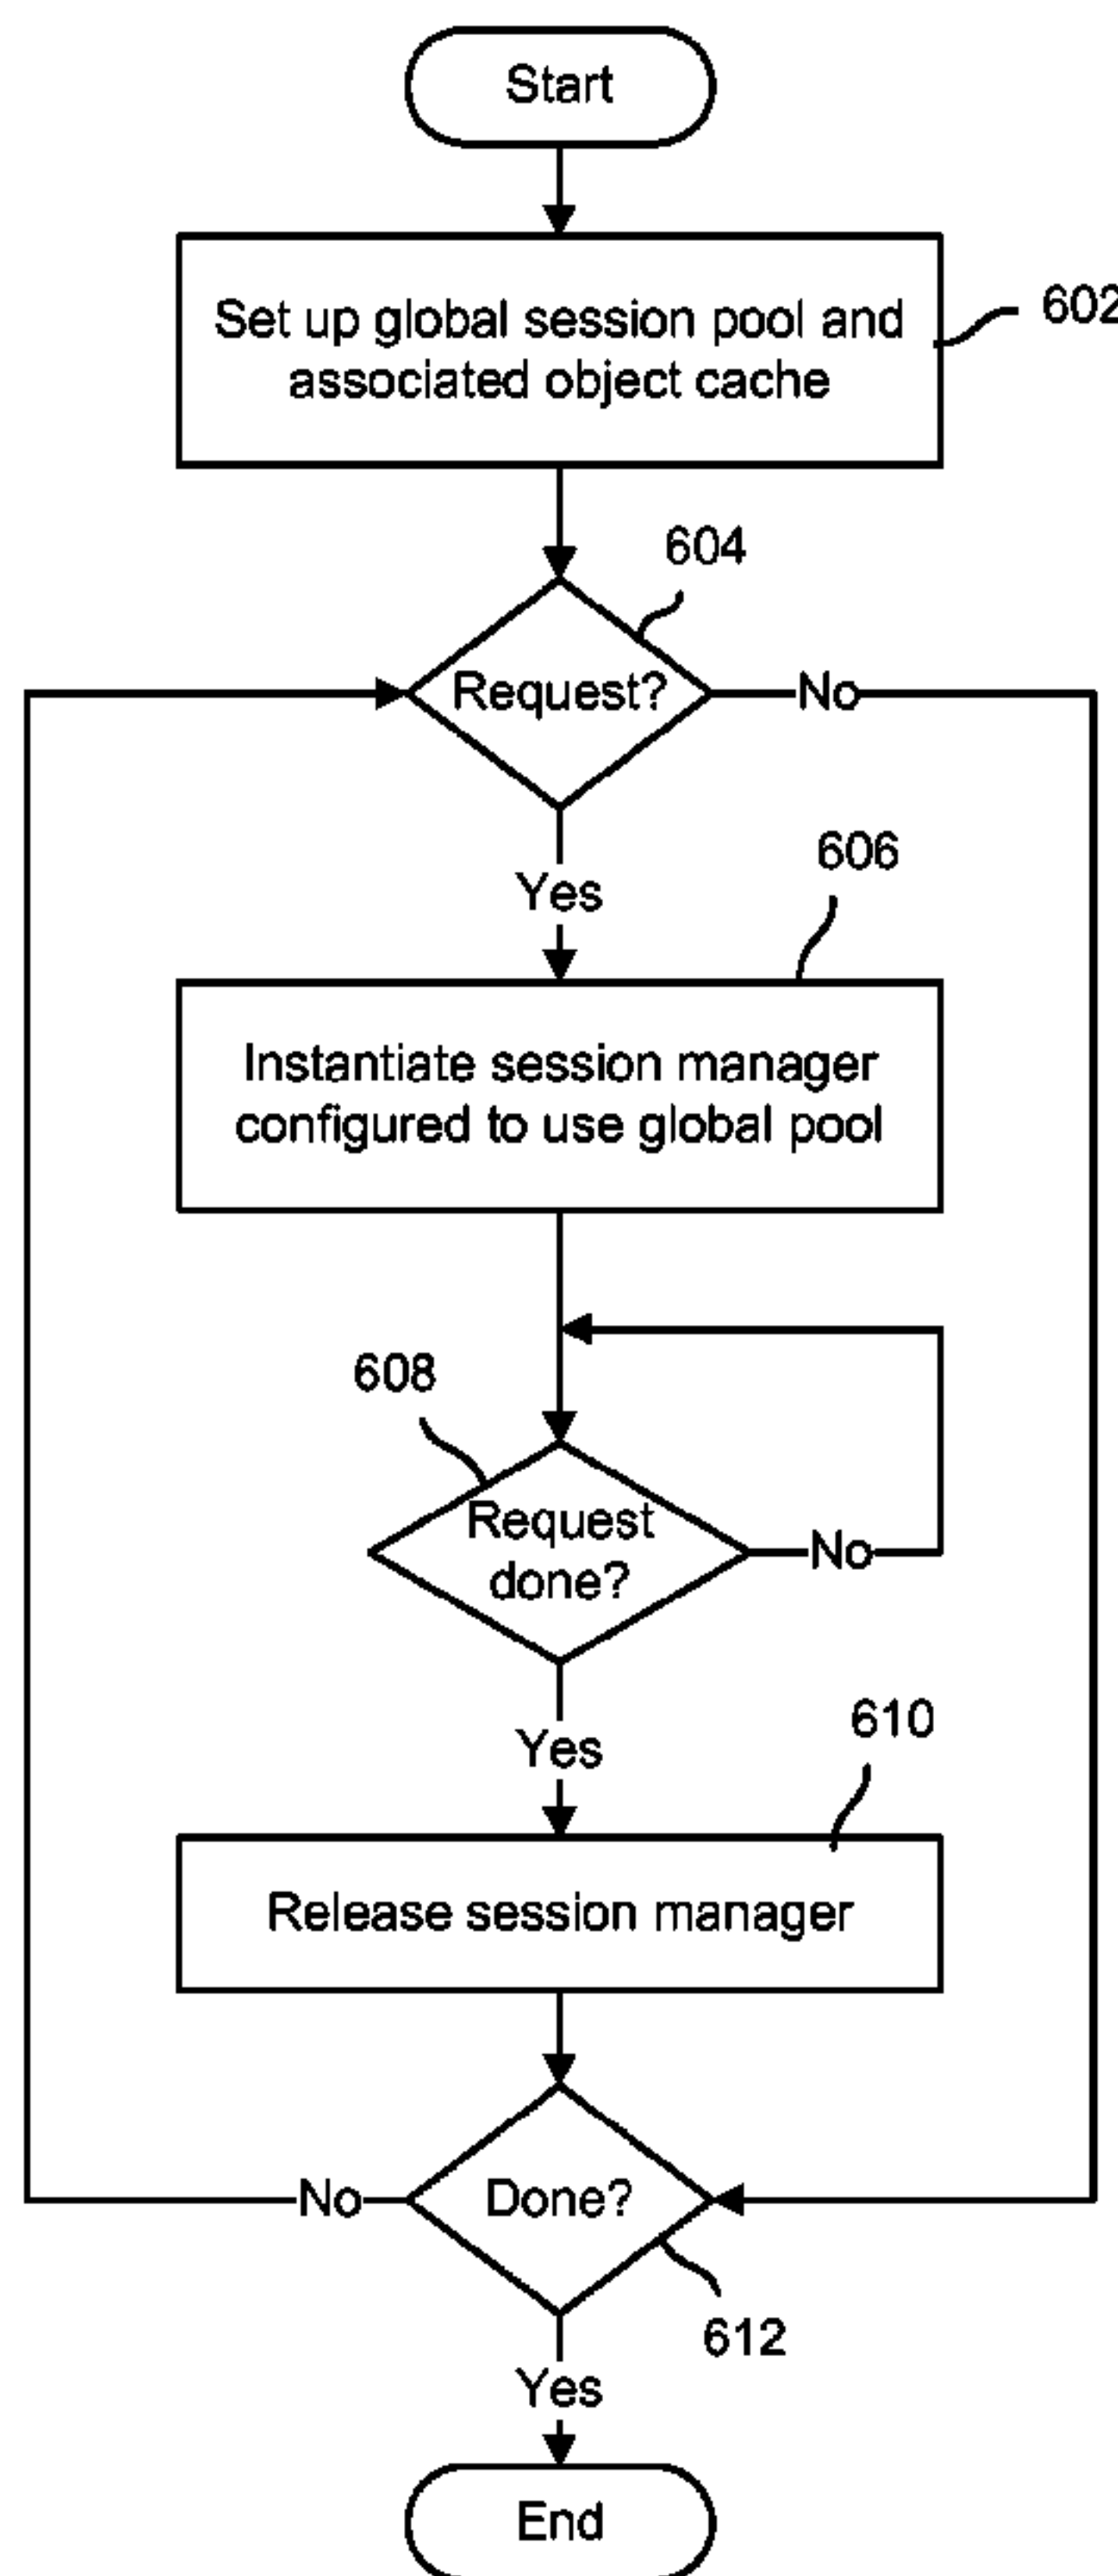 Start
Set up global session pool and
associated object cache
602
604
Request?
No
Yes
606
Instantiate session manager
configured to use global pool
608
Request
done?
No
Yes
610
Release session manager
No
Done?
612
Yes
End